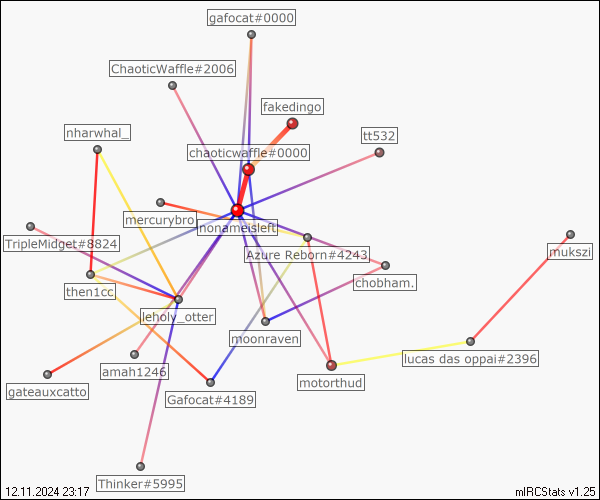 gafocat#0000
ChaoticWaffle#2006
fakedingo
nharwhal_
tt532
chaoticwaffle#0000
mercurybro
nonameisleft
TripleMidget#8824
Azure Reborn#4243
mukszi
chobham.
then1cc
leholy_otter
moonraven
lucas das oppai#2396
amah1246
motorthud
gateauxcatto
Gafocat#4189
Thinker#5995
12.11.2024 23:17
mIRCStats v1.25